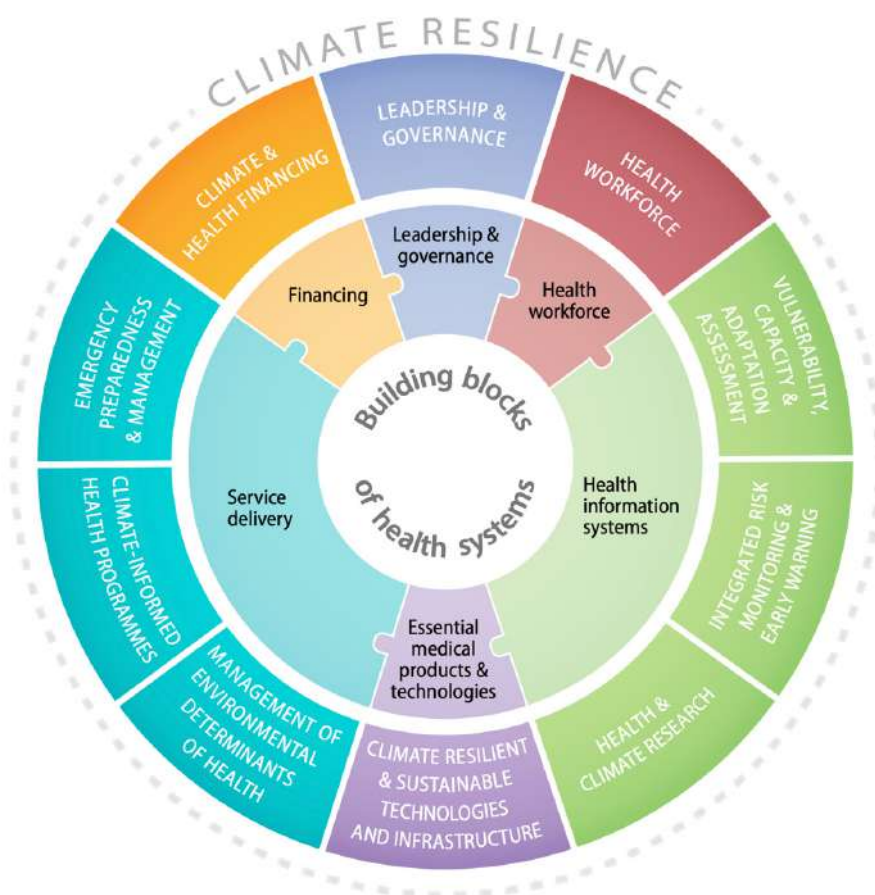 CLIMATE RESILIENCE
LEADERSHIP &
GOVERNANCE
HEALTH
WORKFORCE
VULNERABILITY,
CAPACITY &
ADAPTATION
ASSESSMENT
INTEGRATED RISK
MONITORING &
EARLY WARNING
HEALTH &
CLIMATE RESEARCH
CLIMATE RESILIENT
& SUSTAINABLE
TECHNOLOGIES
AND INFRASTRUCTURE
MANAGEMENT OF
ENVIRONMENTAL
DETERMINANTS
OF HEALTH
CLIMATE-INFORMED
HEALTH PROGRAMMES
EMERGENCY
PREPAREDNESS
& MANAGEMENT
CLIMATE &
HEALTH FINANCING
Leadership &
governance
Health
workforce
Health
information
systems
Essential
medical
products &
technologies
Service
delivery
Financing
Building blocks
of health systems